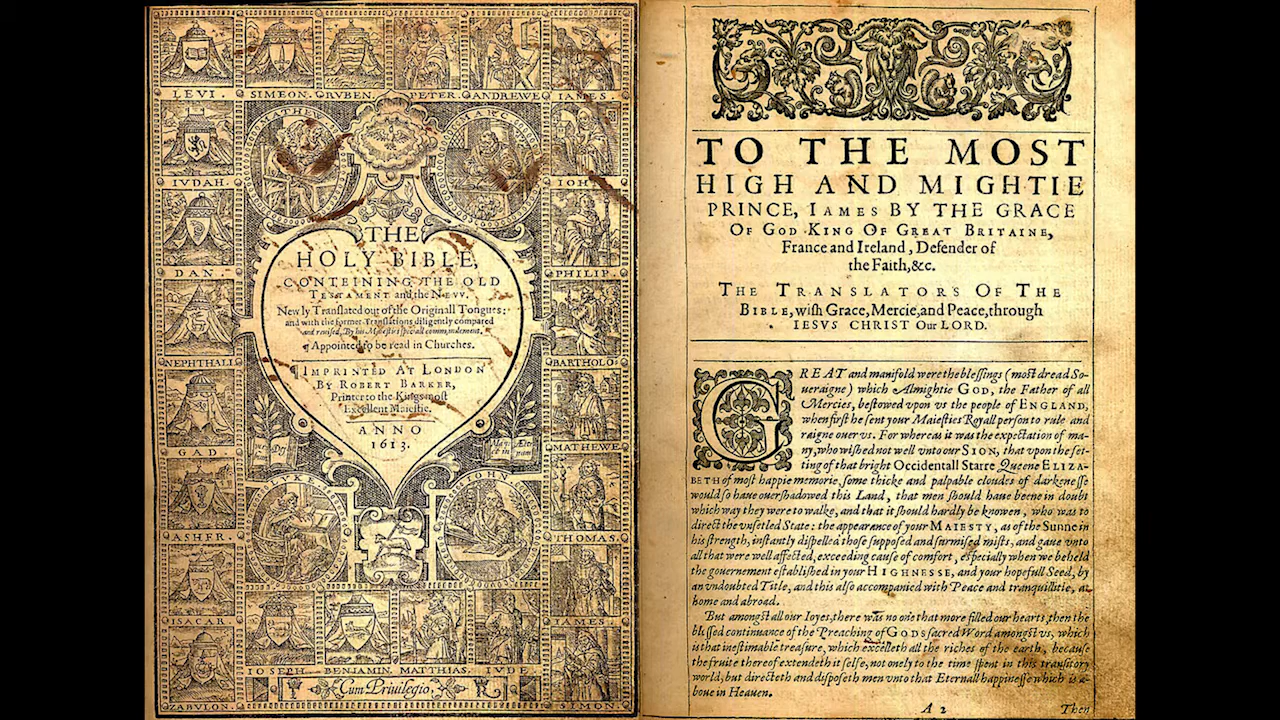 LEVI.
SIMEON.
RVBEN.
PETER.
ANDREWE
IAMES.
MATHEW
MARC
IVDAH.
IOHN
DAN.
PHILIP.
NEPHTHALI
BARTHOLO:
GAD.
MATHEWE
ASHER.
THOMAS.
ISACAR.
IAMES
ZABVLON.
SIMON.
IOSEPH
MATTHIAS.
IVDE
THE
HOLY BIBLE,
CONTEINING THE OLD
TESTAMENT and the NEVV.
Newly Translated out of the Originall Tongues:
and with the former Translations diligently compared
and reuised, By his Maiesties speciall commandement.
¶ Appointed to be read in Churches.
¶ IMPRINTED AT LONDON
BY ROBERT BARKER,
Printer to the Kings most
Excellent Maiestie.
ANNO
1613.
LVKE
IOHN
Cum Privilegio,
TO THE MOST
HIGH AND MIGHTIE
PRINCE, IAMES BY THE GRACE
OF GOD KING OF GREAT BRITAINE,
France and Ireland, Defender of
the Faith, &c.
THE TRANSLATORS OF THE
BIBLE, wish Grace, Mercie, and Peace, through
IESVS CHRIST Our LORD.
GREAT and manifold were the blessings (most dread So-
ueraigne) which Almightie GOD, the Father of all
Mercies, bestowed vpon vs the people of ENGLAND,
when first he sent your Maiesties Royall person to rule and
raigne ouer vs. For whereas it was the expectation of ma-
ny, who wished not well vnto our SION, that vpon the set-
ting of that bright Occidentall Starre Queene ELIZA-
BETH of most happie memorie, some thicke and palpable cloudes of darkenesse
would so haue ouershadowed this Land, that men should haue beene in doubt
which way they were to walke, and that it should hardly be knowen, who was to
direct the vnsetled State: the appearance of your MAIESTY, as of the Sunne in
his strength, instantly dispelled those supposed and surmised mists, and gaue vnto
all that were well affected, exceeding cause of comfort, especially when we beheld
the gouernement established in your HIGHNESSE, and your hopefull Seed, by
an vndoubted Title, and this also accompanied with Peace and tranquillitie, at
home and abroad.
But amongst all our Ioyes, there was no one that more filled our hearts, then the
blessed continuance of the Preaching of GODS sacred Word amongst vs, which
is that inestimable treasure, which excelleth all the riches of the earth, because
the fruite thereof extendeth it selfe, not onely to the time spent in this transitory
world, but directeth and disposeth men vnto that Eternall happinesse which is a-
boue in Heauen.
A 2
Then